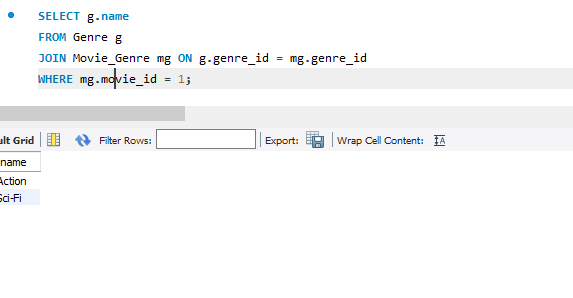 SELECT g.name
FROM Genre g
JOIN Movie_Genre mg ON g.genre_id = mg.genre_id
WHERE mg.movie_id = 1;
ult Grid Filter Rows: Export: Wrap Cell Content: IA
name
Action
Sci-Fi